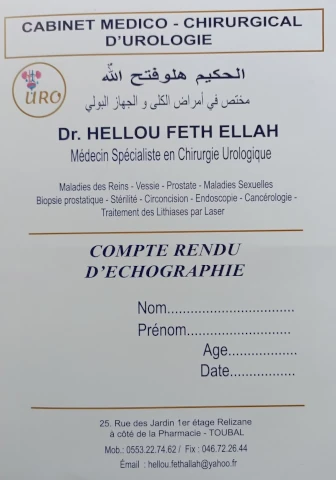 CABINET MEDICO - CHIRURGICAL
D'UROLOGIE
URO
الحكيم هلوفتح الله
مختص في أمراض الكلى و الجهاز البولي
Dr. HELLOU FETH ELLAH
Médecin Spécialiste en Chirurgie Urologique
Maladies des Reins - Vessie - Prostate - Maladies Sexuelles
Biopsie prostatique - Stérilité - Circoncision - Endoscopie - Cancérologie -
Traitement des Lithiases par Laser
COMPTE RENDU
D'ECHOGRAPHIE
Nom................................
Prénom..........................
Age.................
Date.................
25. Rue des Jardin 1er étage Relizane
à côté de la Pharmacie - TOUBAL
Mob.: 0553.22.74.62 / Fix : 046.72.26.44
Émail : hellou.fethallah@yahoo.fr